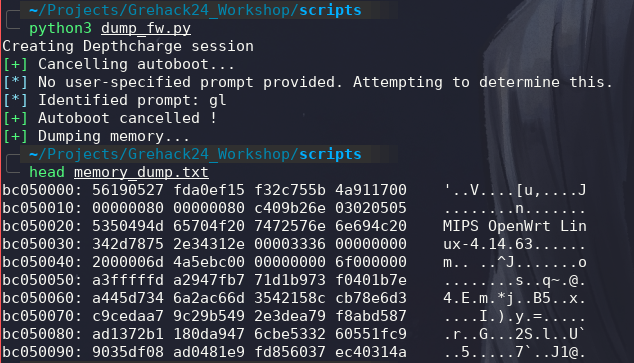 ~/Projects/Grehack24_Workshop/scripts
python3 dump_fw.py
Creating Depthcharge session
[+] Cancelling autoboot...
[*] No user-specified prompt provided. Attempting to determine this.
[*] Identified prompt: gl
[+] Autoboot cancelled !
[+] Dumping memory...
~/Projects/Grehack24_Workshop/scripts
head memory_dump.txt
bc050000: 56190527 fda0ef15 f32c755b 4a911700    '..V....[u,....J
bc050010: 00000080 00000080 c409b26e 03020505    ........n.......
bc050020: 5350494d 65704f20 7472576e 6e694c20    MIPS OpenWrt Lin
bc050030: 342d7875 2e34312e 00003336 00000000    ux-4.14.63......
bc050040: 2000006d 4a5ebc00 00000000 6f000000    m.. ..^J.......o
bc050050: a3fffffd a2947fb7 71d1b973 f0401b7e    ........s..q~.@.
bc050060: a445d734 6a2ac66d 3542158c cb78e6d3    4.E.m.*j..B5..x.
bc050070: c9cedaa7 9c29b549 2e3dea79 f8abd587    ....I.).y.=.....
bc050080: ad1372b1 180da947 6cbe5332 60551fc9    .r..G...2S.l..U`
bc050090: 9035df08 ad0481e9 fd856037 ec40314a    ..5.....7`..J1@.